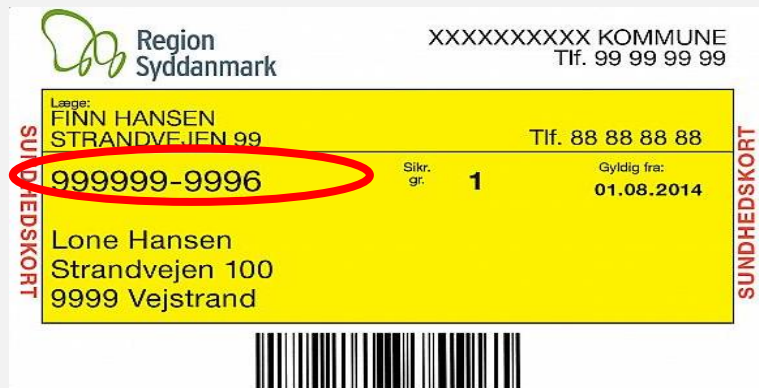 Region
Syddanmark
XXXXXXXXXX KOMMUNE
Tlf. 99 99 99 99
Læge:
FINN HANSEN
STRANDVEJEN 99
Tlf. 88 88 88 88
999999-9996
Sikr.
gr.
1
Gyldig fra:
01.08.2014
Lone Hansen
Strandvejen 100
9999 Vejstrand
SUNDHEDSKORT
SUNDHEDSKORT